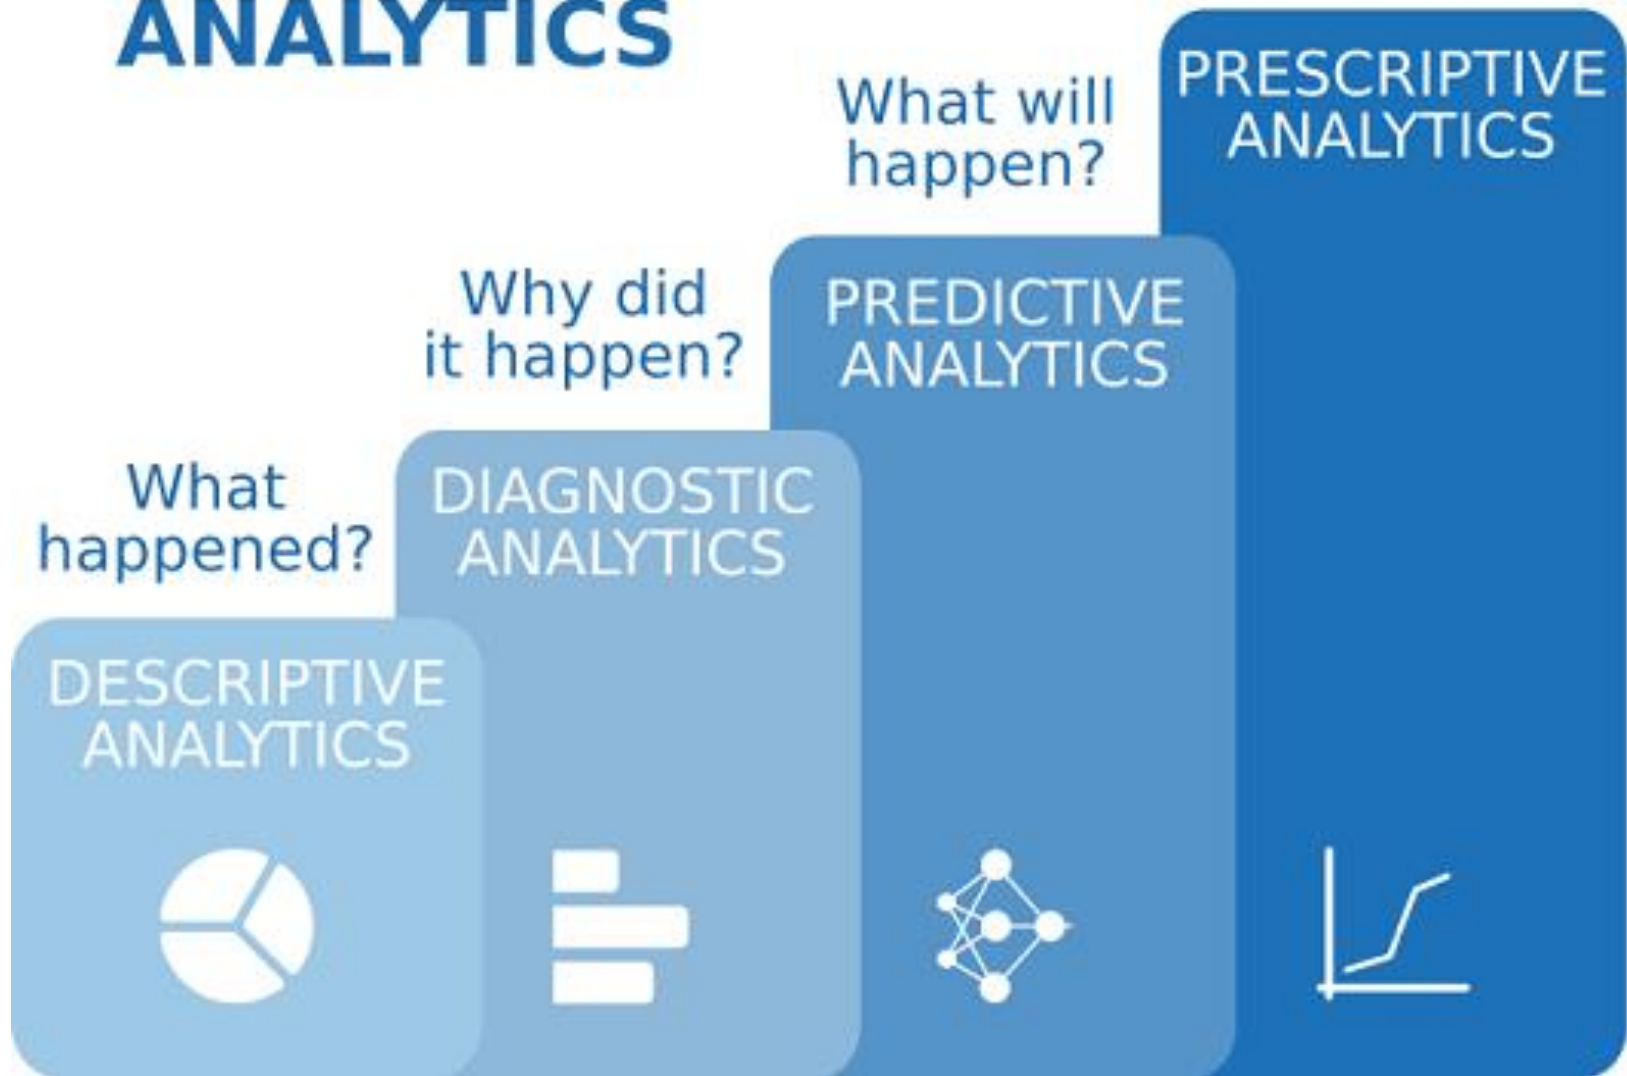 ANALYTICS
What will
happen?
PRESCRIPTIVE
ANALYTICS
Why did
it happen?
PREDICTIVE
ANALYTICS
What
happened?
DIAGNOSTIC
ANALYTICS
DESCRIPTIVE
ANALYTICS